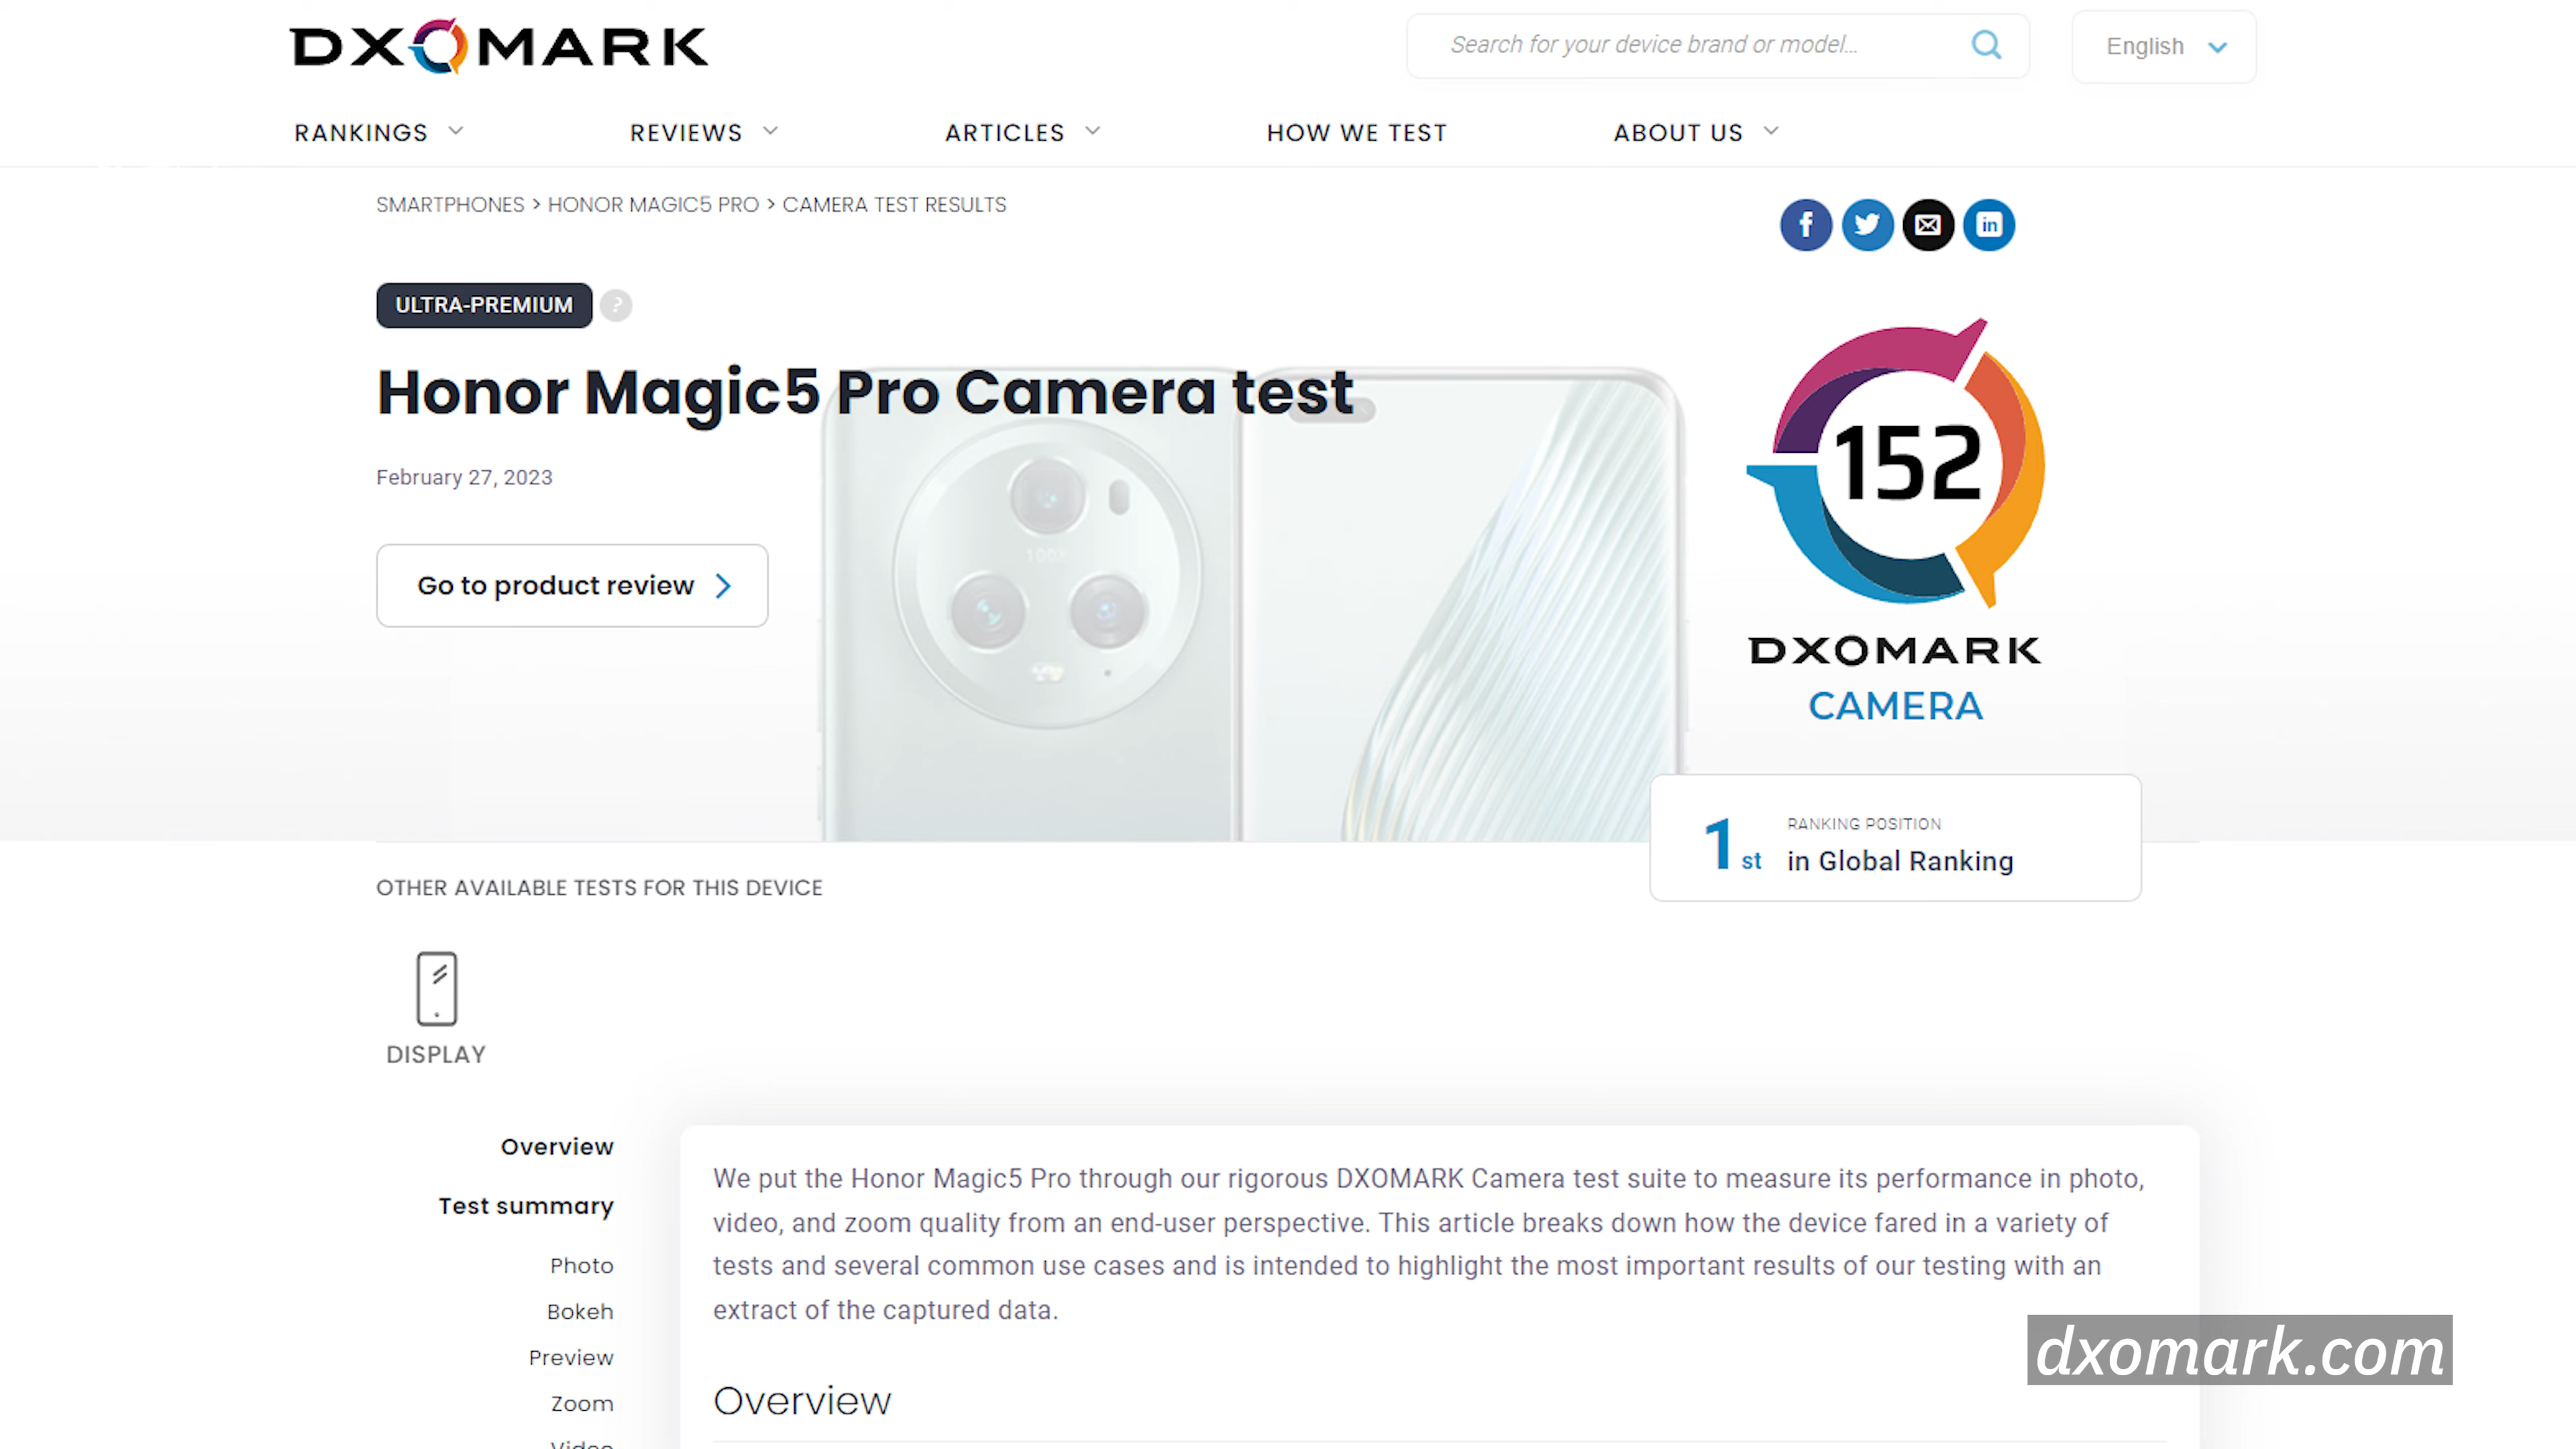 DXOMARK
Search for your device brand or model...
English
RANKINGS
REVIEWS
ARTICLES
HOW WE TEST
ABOUT US
SMARTPHONES > HONOR MAGIC5 PRO > CAMERA TEST RESULTS
f
in
ULTRA-PREMIUM
?
Honor Magic5 Pro Camera test
February 27, 2023
Go to product review
100X
152
DXOMARK
CAMERA
1st
RANKING POSITION
in Global Ranking
OTHER AVAILABLE TESTS FOR THIS DEVICE
DISPLAY
Overview
Test summary
Photo
Bokeh
Preview
Zoom
Video
We put the Honor Magic5 Pro through our rigorous DXOMARK Camera test suite to measure its performance in photo,
video, and zoom quality from an end-user perspective. This article breaks down how the device fared in a variety of
tests and several common use cases and is intended to highlight the most important results of our testing with an
extract of the captured data.
Overview
dxomark.com